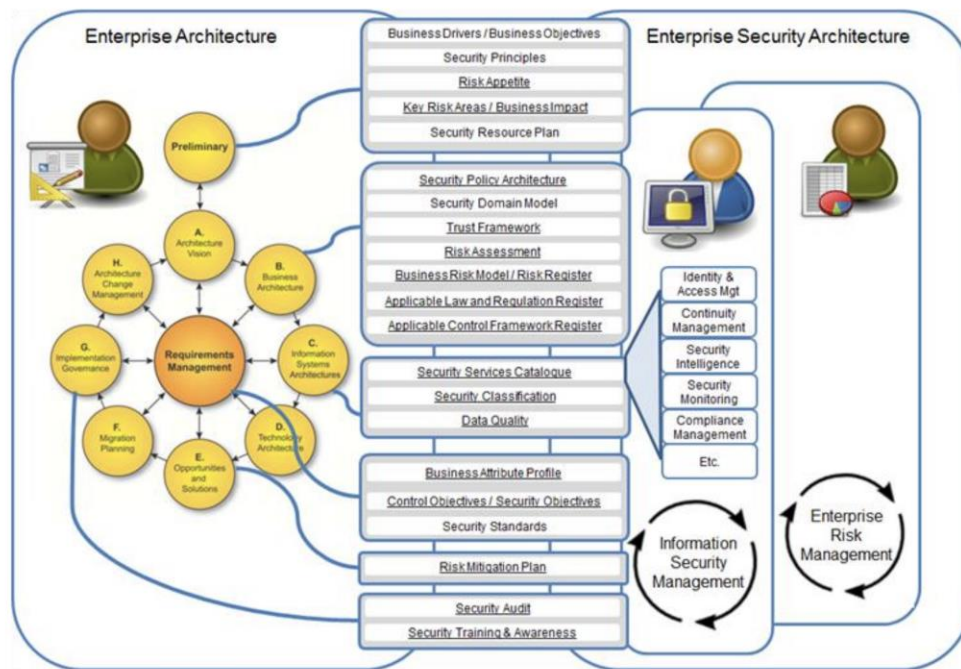 Enterprise Architecture
Enterprise Security Architecture
Business Drivers / Business Objectives
Security Principles
Risk Appetite
Key Risk Areas / Business Impact
Security Resource Plan
Preliminary
A.
Architecture
Vision
B.
Business
Architecture
C.
Information
Systems
Architectures
D.
Technology
Architecture
E.
Opportunities
and
Solutions
F.
Migration
Planning
G.
Implementation
Governance
H.
Architecture
Change
Management
Requirements
Management
Security Policy Architecture
Security Domain Model
Trust Framework
Risk Assessment
Business Risk Model / Risk Register
Applicable Law and Regulation Register
Applicable Control Framework Register
Security Services Catalogue
Security Classification
Data Quality
Business Attribute Profile
Control Objectives / Security Objectives
Security Standards
Risk Mitigation Plan
Security Audit
Security Training & Awareness
Identity &
Access Mgt
Continuity
Management
Security
Intelligence
Security
Monitoring
Compliance
Management
Etc.
Information
Security
Management
Enterprise
Risk
Management